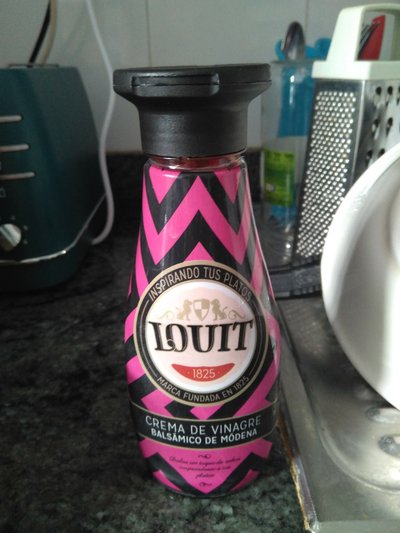 INSPIRANDO TUS PLATOS
LOUIT
· 1825 ·
MARCA FUNDADA EN 1825
CREMA DE VINAGRE
BALSÁMICO DE MÓDENA